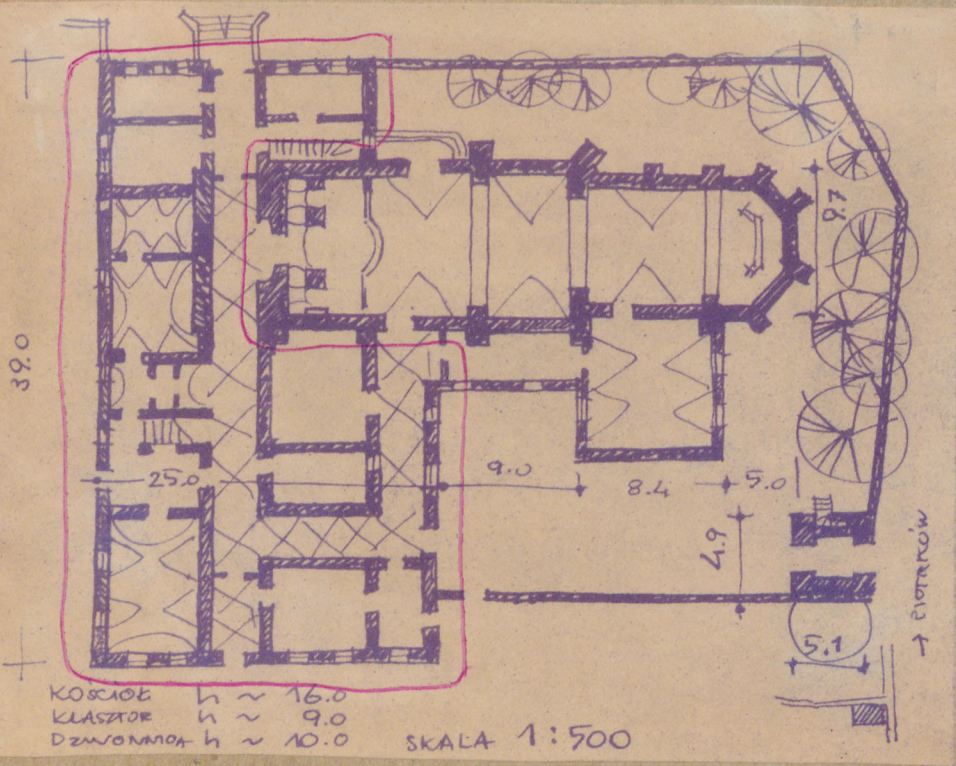 39.0
9.7
25.0
9.0
8.4
5.0
4.9
5.1
KOŚCIÓŁ h ~ 16.0
KLASZTOR h ~ 9.0
DZWONNICA h ~ 10.0
SKALA 1:500